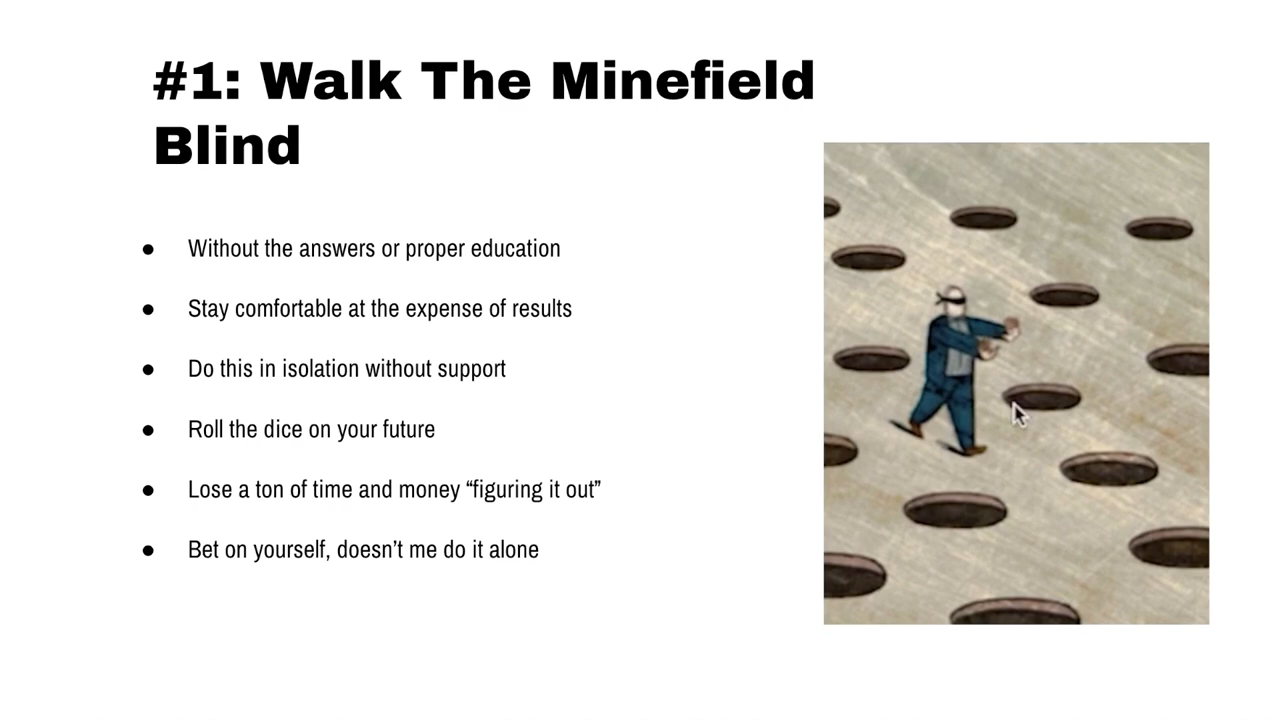 #1: Walk The Minefield
Blind
● Without the answers or proper education
● Stay comfortable at the expense of results
● Do this in isolation without support
● Roll the dice on your future
● Lose a ton of time and money “figuring it out”
● Bet on yourself, doesn’t me do it alone